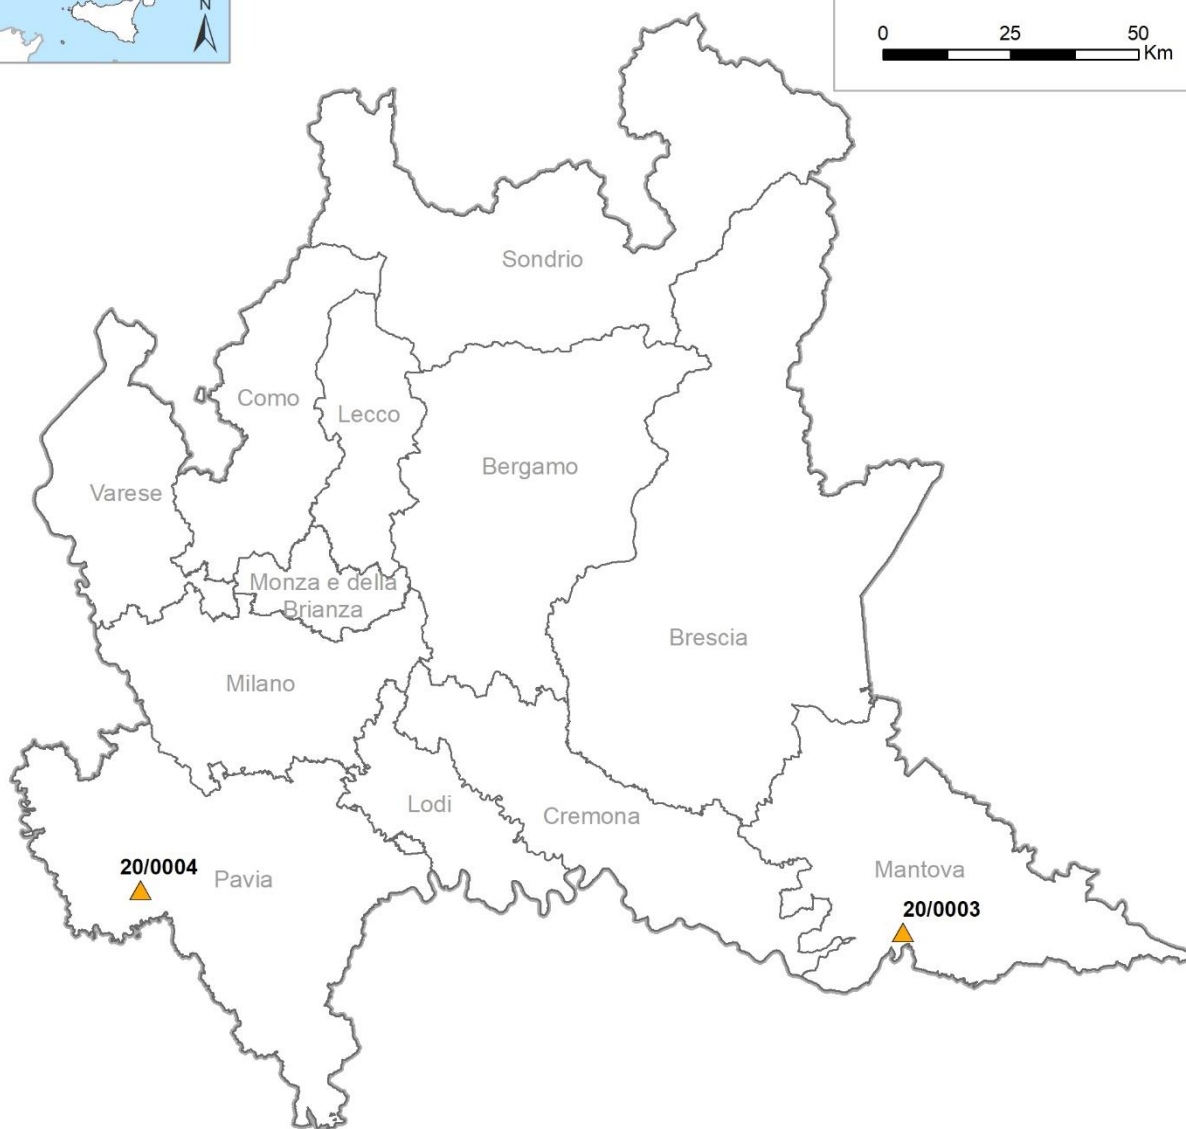 N
0 25 50
Km
Sondrio
Como
Lecco
Bergamo
Varese
Monza e della
Brianza
Brescia
Milano
Lodi
Cremona
20/0004
Pavia
Mantova
20/0003